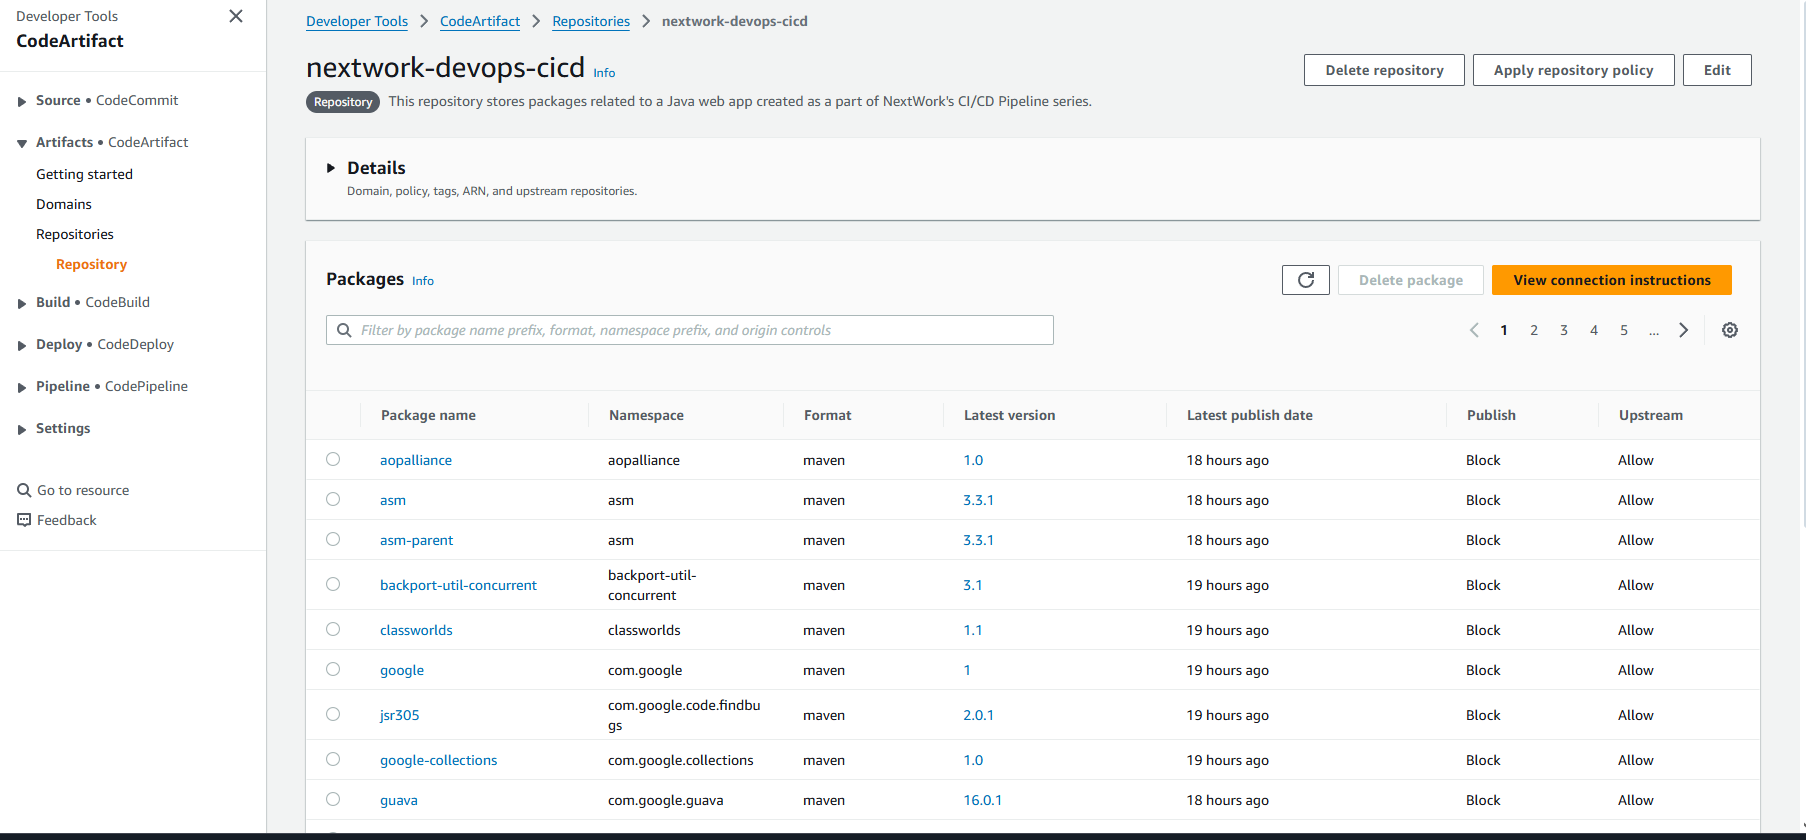 Developer Tools
CodeArtifact
Source • CodeCommit
Artifacts • CodeArtifact
Getting started
Domains
Repositories
Repository
Build • CodeBuild
Deploy • CodeDeploy
Pipeline • CodePipeline
Settings
Go to resource
Feedback
Developer Tools > CodeArtifact > Repositories > nextwork-devops-cicd
nextwork-devops-cicd Info
Delete repository Apply repository policy Edit
Repository This repository stores packages related to a Java web app created as a part of NextWork's CI/CD Pipeline series.
Details
Domain, policy, tags, ARN, and upstream repositories.
Packages Info
Delete package View connection instructions
Filter by package name prefix, format, namespace prefix, and origin controls
1 2 3 4 5 ...
Package name Namespace Format Latest version Latest publish date Publish Upstream
aopalliance aopalliance maven 1.0 18 hours ago Block Allow
asm asm maven 3.3.1 18 hours ago Block Allow
asm-parent asm maven 3.3.1 18 hours ago Block Allow
backport-util-concurrent backport-util- maven 3.1 19 hours ago Block Allow
concurrent
classworlds classworlds maven 1.1 19 hours ago Block Allow
google com.google maven 1 19 hours ago Block Allow
jsr305 com.google.code.findbu maven 2.0.1 19 hours ago Block Allow
gs
google-collections com.google.collections maven 1.0 19 hours ago Block Allow
guava com.google.guava maven 16.0.1 18 hours ago Block Allow